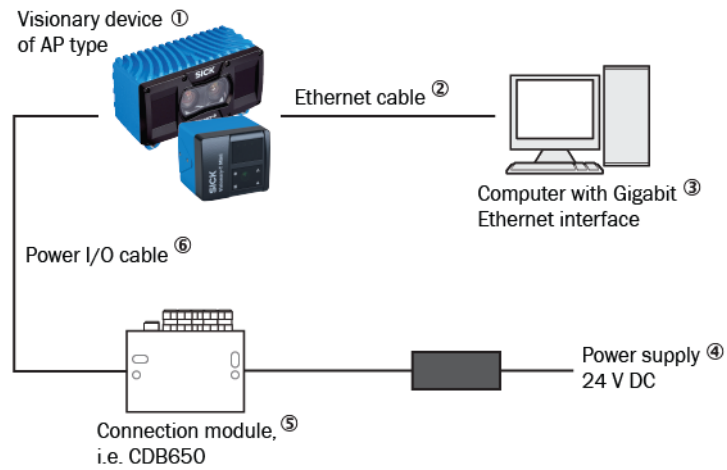 Visionary device ①
of AP type
SICK
SICK
Ethernet cable ②
Computer with Gigabit ③
Ethernet interface
Power I/O cable ⑥
Power supply ④
24 V DC
Connection module, ⑤
i.e. CDB650